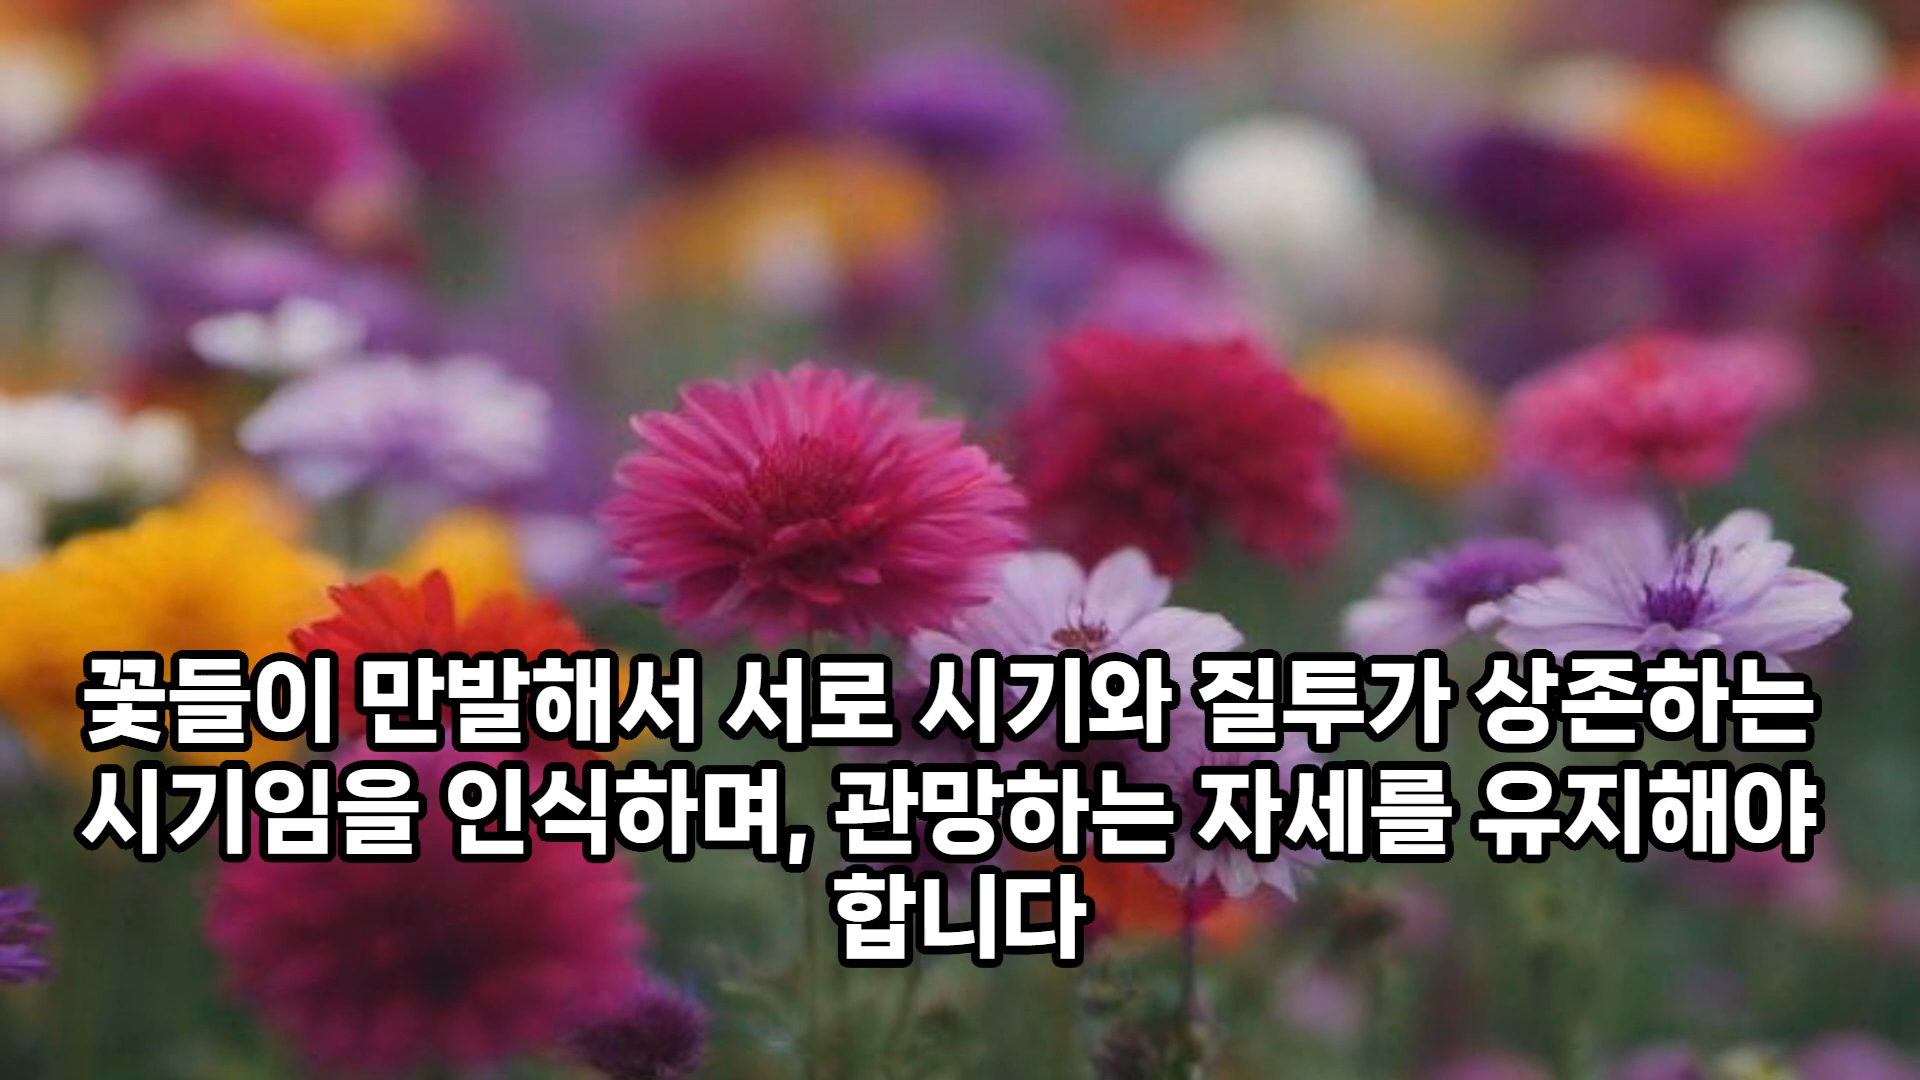 꽃들이 만발해서 서로 시기와 질투가 상존하는
시기임을 인식하며, 관망하는 자세를 유지해야
합니다